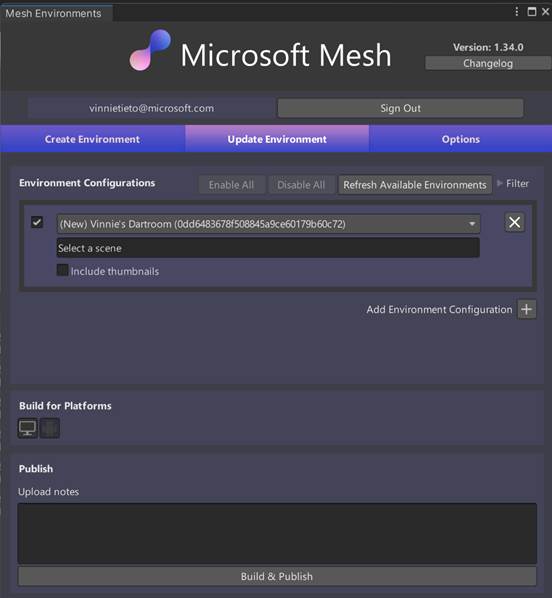 Mesh Environments
Microsoft Mesh
Version: 1.34.0
Changelog
vinnietieto@microsoft.com
Sign Out
Create Environment
Update Environment
Options
Environment Configurations
Enable All
Disable All
Refresh Available Environments
Filter
(New) Vinnie's Dartroom (0dd6483678f508845a9ce60179b60c72)
Select a scene
Include thumbnails
Add Environment Configuration
Build for Platforms
Publish
Upload notes
Build & Publish